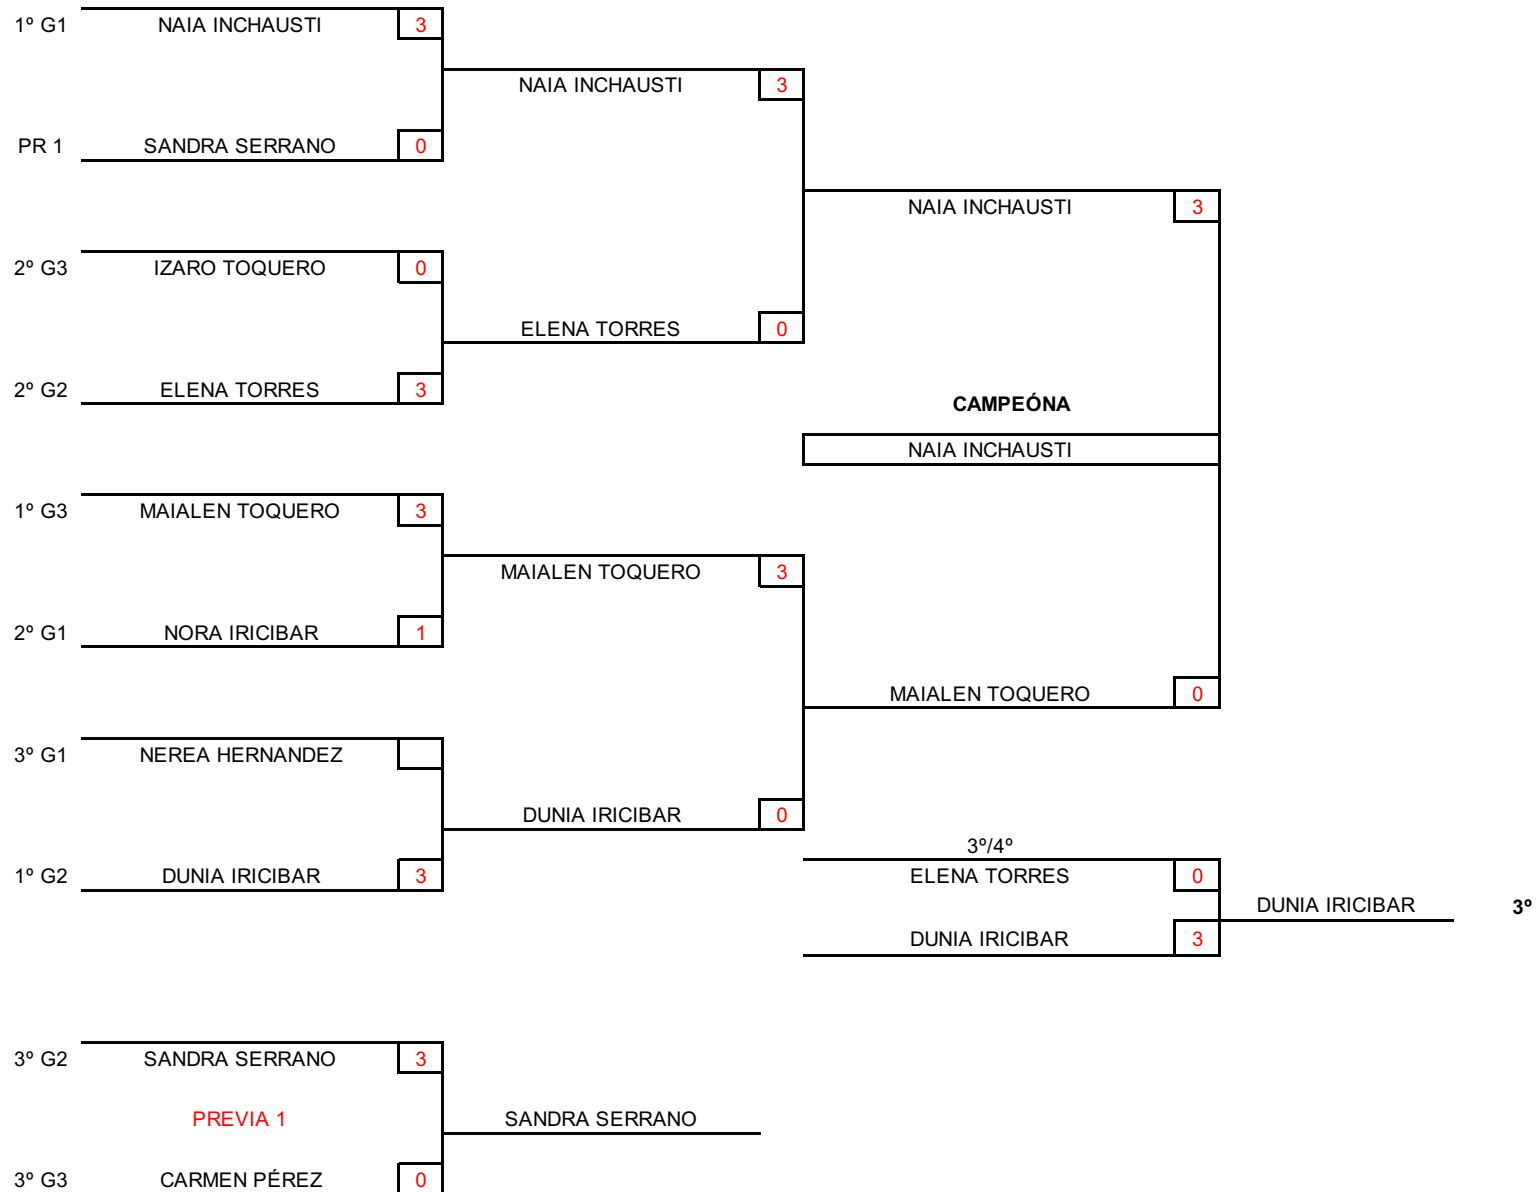 1º G1 NAIA INCHAUSTI 3
NAIA INCHAUSTI 3
PR 1 SANDRA SERRANO 0
NAIA INCHAUSTI 3
2º G3 IZARO TOQUERO 0
ELENA TORRES 0
2º G2 ELENA TORRES 3
CAMPEÓNA
NAIA INCHAUSTI
1º G3 MAIALEN TOQUERO 3
MAIALEN TOQUERO 3
2º G1 NORA IRICIBAR 1
MAIALEN TOQUERO 0
3º G1 NEREA HERNANDEZ
DUNIA IRICIBAR 0
3º/4º
1º G2 DUNIA IRICIBAR 3
ELENA TORRES 0
DUNIA IRICIBAR 3º
DUNIA IRICIBAR 3
3º G2 SANDRA SERRANO 3
PREVIA 1 SANDRA SERRANO
3º G3 CARMEN PÉREZ 0